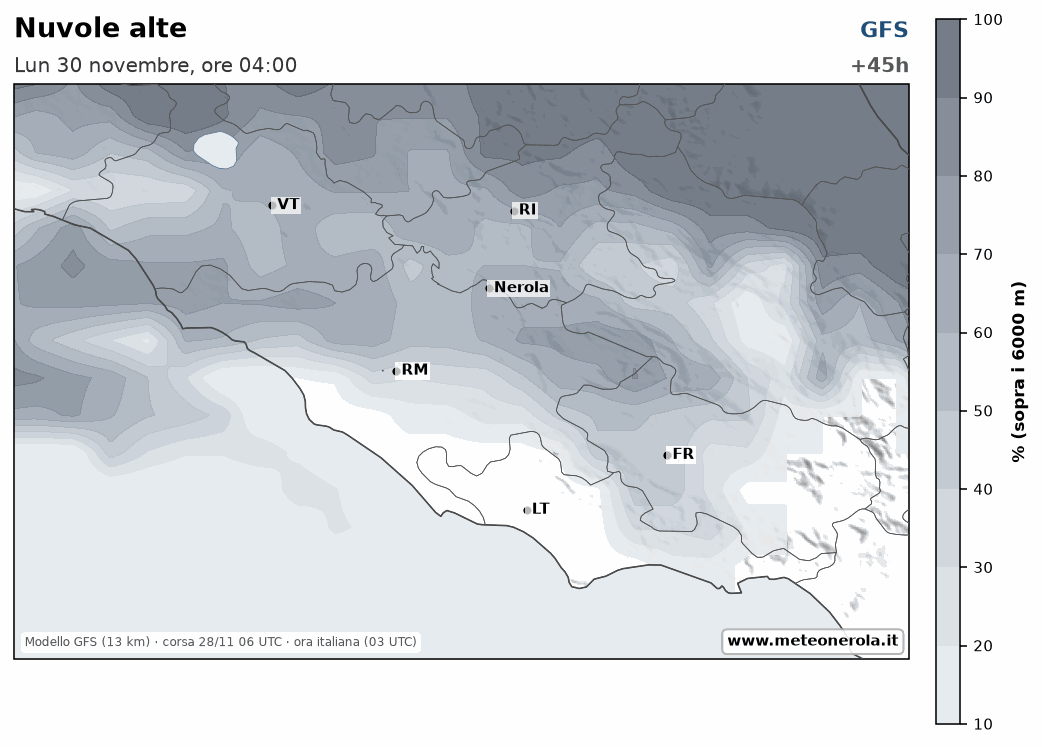 Nuvole alte
GFS
Lun 30 novembre, ore 04:00
+45h
VT
RI
Nerola
RM
FR
LT
Modello GFS (13 km) · corsa 28/11 06 UTC · ora italiana (03 UTC)
www.meteonerola.it
100
90
80
70
60
50
40
30
20
10
% (sopra i 6000 m)